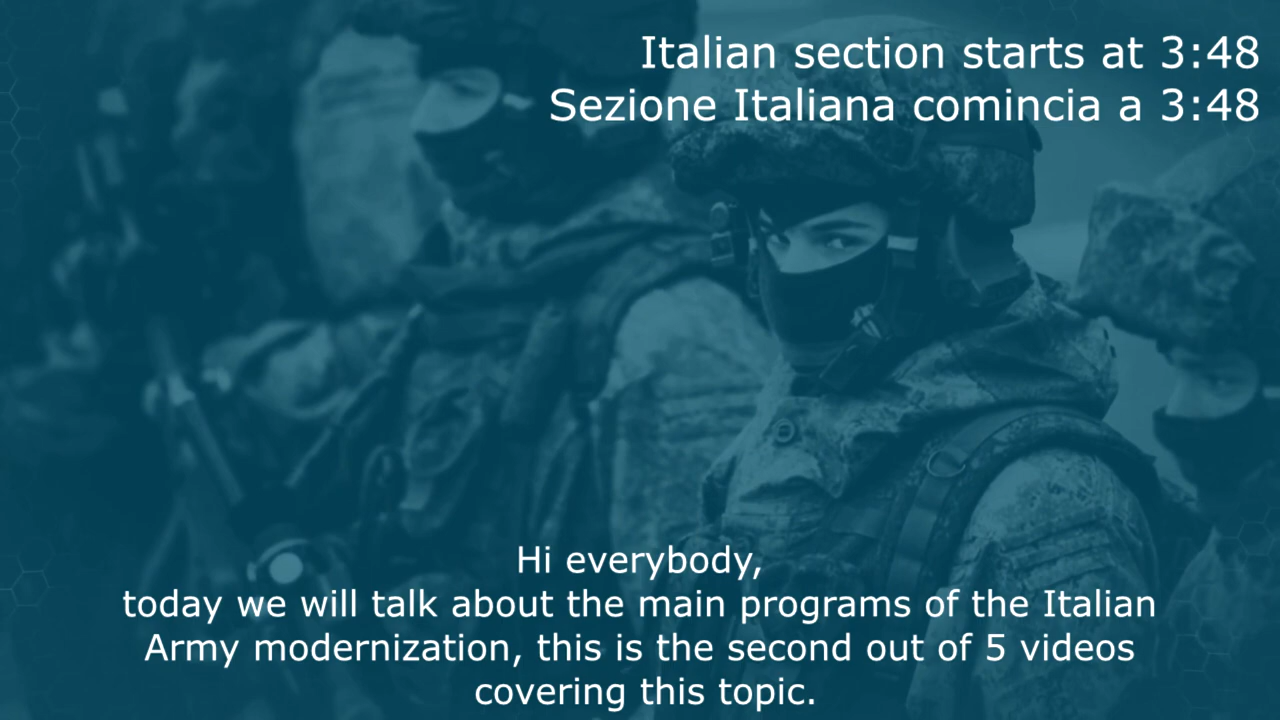 Italian section starts at 3:48
Sezione Italiana comincia a 3:48
Hi everybody,
today we will talk about the main programs of the Italian
Army modernization, this is the second out of 5 videos
covering this topic.